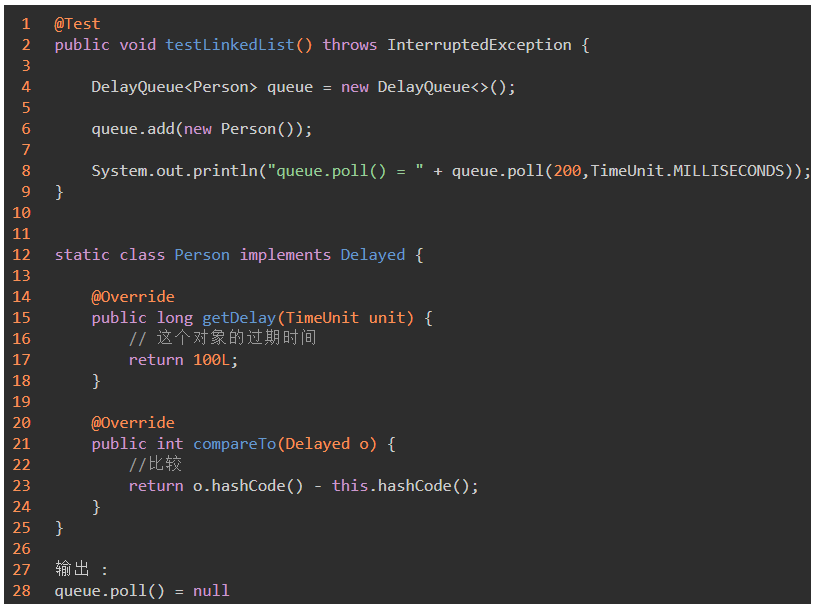 1 @Test
2 public void testLinkedList() throws InterruptedException {
3
4     DelayQueue<Person> queue = new DelayQueue<>();
5
6     queue.add(new Person());
7
8     System.out.println("queue.poll() = " + queue.poll(200,TimeUnit.MILLISECONDS));
9 }
10
11
12 static class Person implements Delayed {
13
14     @Override
15     public long getDelay(TimeUnit unit) {
16         // 这个对象的过期时间
17         return 100L;
18     }
19
20     @Override
21     public int compareTo(Delayed o) {
22         //比较
23         return o.hashCode() - this.hashCode();
24     }
25 }
26
27 输出 :
28 queue.poll() = null